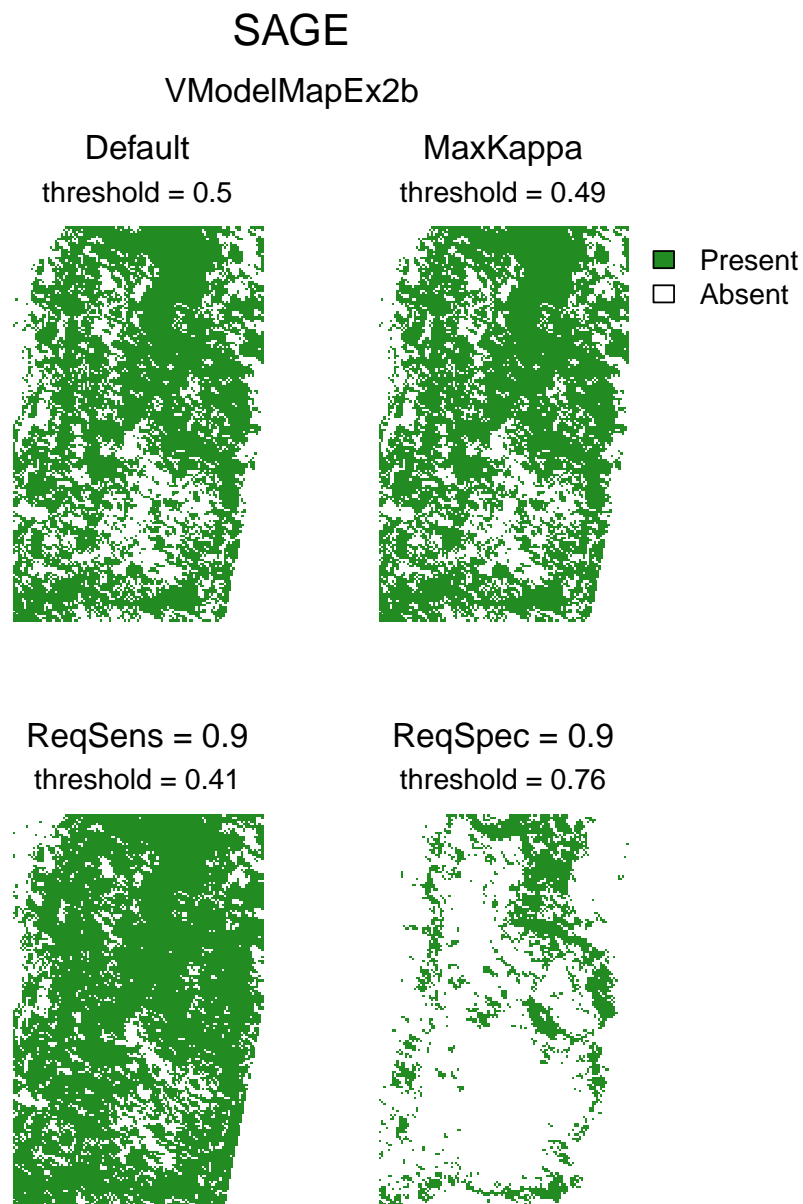 SAGE
VModelMapEx2b
Default
threshold = 0.5
MaxKappa
threshold = 0.49
Present
Absent
ReqSens = 0.9
threshold = 0.41
ReqSpec = 0.9
threshold = 0.76